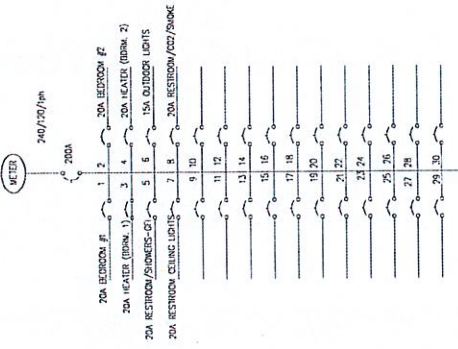 METER
240/120/1ph
200A
20A BEDROOM #1 1 2 20A BEDROOM #2
20A HEATER (BDRM. 1) 3 4 20A HEATER (BDRM. 2)
20A RESTROOM/SHOWERS-GFI 5 6 15A OUTDOOR LIGHTS
20A RESTROOM CEILING LIGHTS 7 8 20A RESTROOM/CO2/SMOKE
9 10
11 12
13 14
15 16
17 18
19 20
21 22
23 24
25 26
27 28
29 30